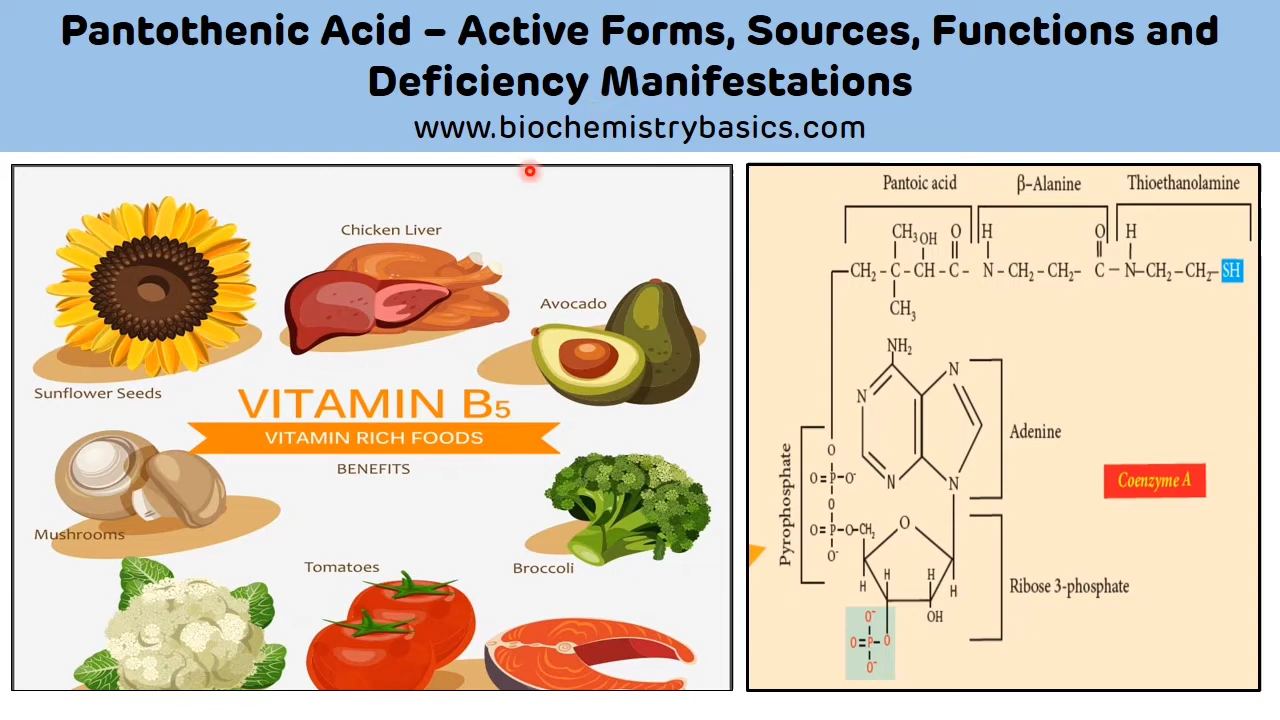 Pantothenic Acid – Active Forms, Sources, Functions and
Deficiency Manifestations
www.biochemistrybasics.com
Chicken Liver
Avocado
Sunflower Seeds
VITAMIN B5
VITAMIN RICH FOODS
BENEFITS
Mushrooms
Tomatoes
Broccoli
Pantoic acid
β–Alanine
Thioethanolamine
CH₃ OH O H O H
CH₂ – C – CH – C – N – CH₂ – CH₂ – C – N – CH₂ – CH₂ – SH
CH₃
NH₂
N N
Adenine
N N
Coenzyme A
Pyrophosphate
O
O=P–O⁻
O
O=P–O–CH₂ O
O⁻
H H H H
Ribose 3-phosphate
OH
O⁻
O=P–O
O⁻